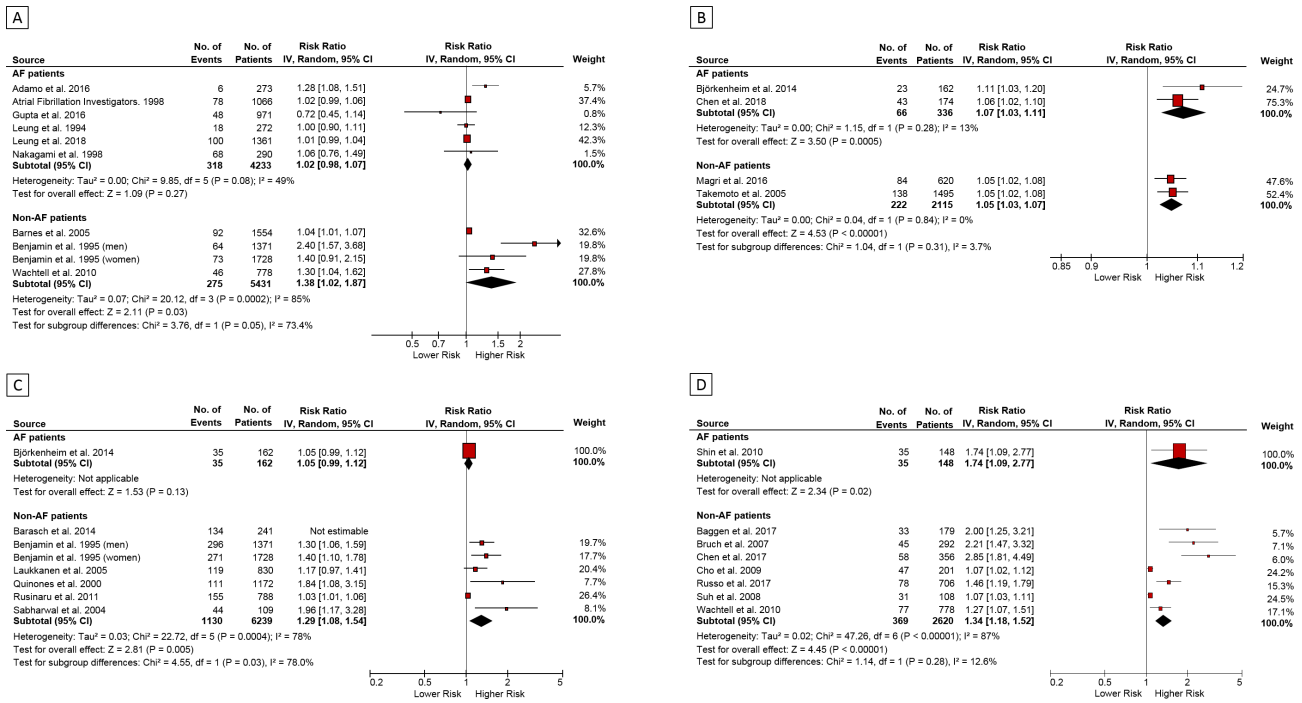 A
No. of No. of Risk Ratio Risk Ratio
Source Events Patients IV, Random, 95% CI IV, Random, 95% CI Weight
AF patients
Adamo et al. 2016 6 273 1.28 [1.08, 1.51] 5.7%
Atrial Fibrillation Investigators. 1998 78 1066 1.02 [0.99, 1.06] 37.4%
Gupta et al. 2016 48 971 0.72 [0.45, 1.14] 0.8%
Leung et al. 1994 18 272 1.00 [0.90, 1.11] 12.3%
Leung et al. 2018 100 1361 1.01 [0.99, 1.04] 42.3%
Nakagami et al. 1998 68 290 1.06 [0.76, 1.49] 1.5%
Subtotal (95% CI) 318 4233 1.02 [0.98, 1.07] 100.0%
Heterogeneity: Tau² = 0.00; Chi² = 9.85, df = 5 (P = 0.08); I² = 49%
Test for overall effect: Z = 1.09 (P = 0.27)
Non-AF patients
Barnes et al. 2005 92 1554 1.04 [1.01, 1.07] 32.6%
Benjamin et al. 1995 (men) 64 1371 2.40 [1.57, 3.68] 19.8%
Benjamin et al. 1995 (women) 73 1728 1.40 [0.91, 2.15] 19.8%
Wachtell et al. 2010 46 778 1.30 [1.04, 1.62] 27.8%
Subtotal (95% CI) 275 5431 1.38 [1.02, 1.87] 100.0%
Heterogeneity: Tau² = 0.07; Chi² = 20.12, df = 3 (P = 0.0002); I² = 85%
Test for overall effect: Z = 2.11 (P = 0.03)
Test for subgroup differences: Chi² = 3.76, df = 1 (P = 0.05), I² = 73.4%
0.5 0.7 1 1.5 2
Lower Risk Higher Risk
B
No. of No. of Risk Ratio Risk Ratio
Source Events Patients IV, Random, 95% CI IV, Random, 95% CI Weight
AF patients
Björkenheim et al. 2014 23 162 1.11 [1.03, 1.20] 24.7%
Chen et al. 2018 43 174 1.06 [1.02, 1.10] 75.3%
Subtotal (95% CI) 66 336 1.07 [1.03, 1.11] 100.0%
Heterogeneity: Tau² = 0.00; Chi² = 1.15, df = 1 (P = 0.28); I² = 13%
Test for overall effect: Z = 3.50 (P = 0.0005)
Non-AF patients
Magri et al. 2016 84 620 1.05 [1.02, 1.08] 47.6%
Takemoto et al. 2005 138 1495 1.05 [1.02, 1.08] 52.4%
Subtotal (95% CI) 222 2115 1.05 [1.03, 1.07] 100.0%
Heterogeneity: Tau² = 0.00; Chi² = 0.04, df = 1 (P = 0.84); I² = 0%
Test for overall effect: Z = 4.53 (P < 0.00001)
Test for subgroup differences: Chi² = 1.04, df = 1 (P = 0.31), I² = 3.7%
0.85 0.9 1 1.1 1.2
Lower Risk Higher Risk
C
No. of No. of Risk Ratio Risk Ratio
Source Events Patients IV, Random, 95% CI IV, Random, 95% CI Weight
AF patients
Björkenheim et al. 2014 35 162 1.05 [0.99, 1.12] 100.0%
Subtotal (95% CI) 35 162 1.05 [0.99, 1.12] 100.0%
Heterogeneity: Not applicable
Test for overall effect: Z = 1.53 (P = 0.13)
Non-AF patients
Barasch et al. 2014 134 241 Not estimable
Benjamin et al. 1995 (men) 296 1371 1.30 [1.06, 1.59] 19.7%
Benjamin et al. 1995 (women) 271 1728 1.40 [1.10, 1.78] 17.7%
Laukkanen et al. 2005 119 830 1.17 [0.97, 1.41] 20.4%
Quinones et al. 2000 111 1172 1.84 [1.08, 3.15] 7.7%
Rusinaru et al. 2011 155 788 1.03 [1.01, 1.06] 26.4%
Sabharwal et al. 2004 44 109 1.96 [1.17, 3.28] 8.1%
Subtotal (95% CI) 1130 6239 1.29 [1.08, 1.54] 100.0%
Heterogeneity: Tau² = 0.03; Chi² = 22.72, df = 5 (P = 0.0004); I² = 78%
Test for overall effect: Z = 2.81 (P = 0.005)
Test for subgroup differences: Chi² = 4.55, df = 1 (P = 0.03), I² = 78.0%
0.2 0.5 1 2 5
Lower Risk Higher Risk
D
No. of No. of Risk Ratio Risk Ratio
Source Events Patients IV, Random, 95% CI IV, Random, 95% CI Weight
AF patients
Shin et al. 2010 35 148 1.74 [1.09, 2.77] 100.0%
Subtotal (95% CI) 35 148 1.74 [1.09, 2.77] 100.0%
Heterogeneity: Not applicable
Test for overall effect: Z = 2.34 (P = 0.02)
Non-AF patients
Baggen et al. 2017 33 179 2.00 [1.25, 3.21] 5.7%
Bruch et al. 2007 45 292 2.21 [1.47, 3.32] 7.1%
Chen et al. 2017 58 356 2.85 [1.81, 4.49] 6.0%
Cho et al. 2009 47 201 1.07 [1.02, 1.12] 24.2%
Russo et al. 2017 78 706 1.46 [1.19, 1.79] 15.3%
Suh et al. 2008 31 108 1.07 [1.03, 1.11] 24.5%
Wachtell et al. 2010 77 778 1.27 [1.07, 1.51] 17.1%
Subtotal (95% CI) 369 2620 1.34 [1.18, 1.52] 100.0%
Heterogeneity: Tau² = 0.02; Chi² = 47.26, df = 6 (P < 0.00001); I² = 87%
Test for overall effect: Z = 4.45 (P < 0.00001)
Test for subgroup differences: Chi² = 1.14, df = 1 (P = 0.28), I² = 12.6%
0.2 0.5 1 2 5
Lower Risk Higher Risk